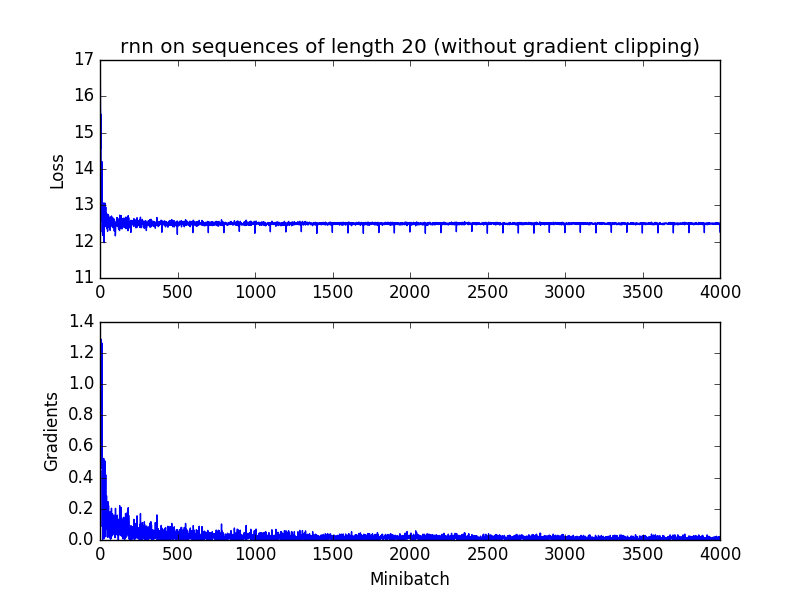 rnn on sequences of length 20 (without gradient clipping)
17
16
15
14
13
12
11
Loss
0 500 1000 1500 2000 2500 3000 3500 4000
1.4
1.2
1.0
0.8
0.6
0.4
0.2
0.0
Gradients
0 500 1000 1500 2000 2500 3000 3500 4000
Minibatch